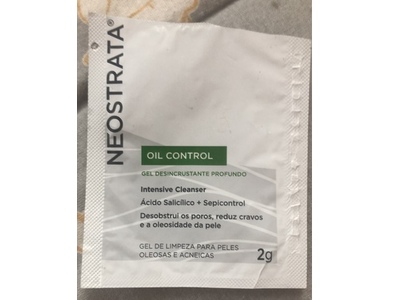 NEOSTRATA®
OIL CONTROL
GEL DESINCRUSTANTE PROFUNDO
Intensive Cleanser
Ácido Salicílico + Sepicontrol
Desobstrui os poros, reduz cravos
e a oleosidade da pele
GEL DE LIMPEZA PARA PELES
OLEOSAS E ACNEICAS
2g